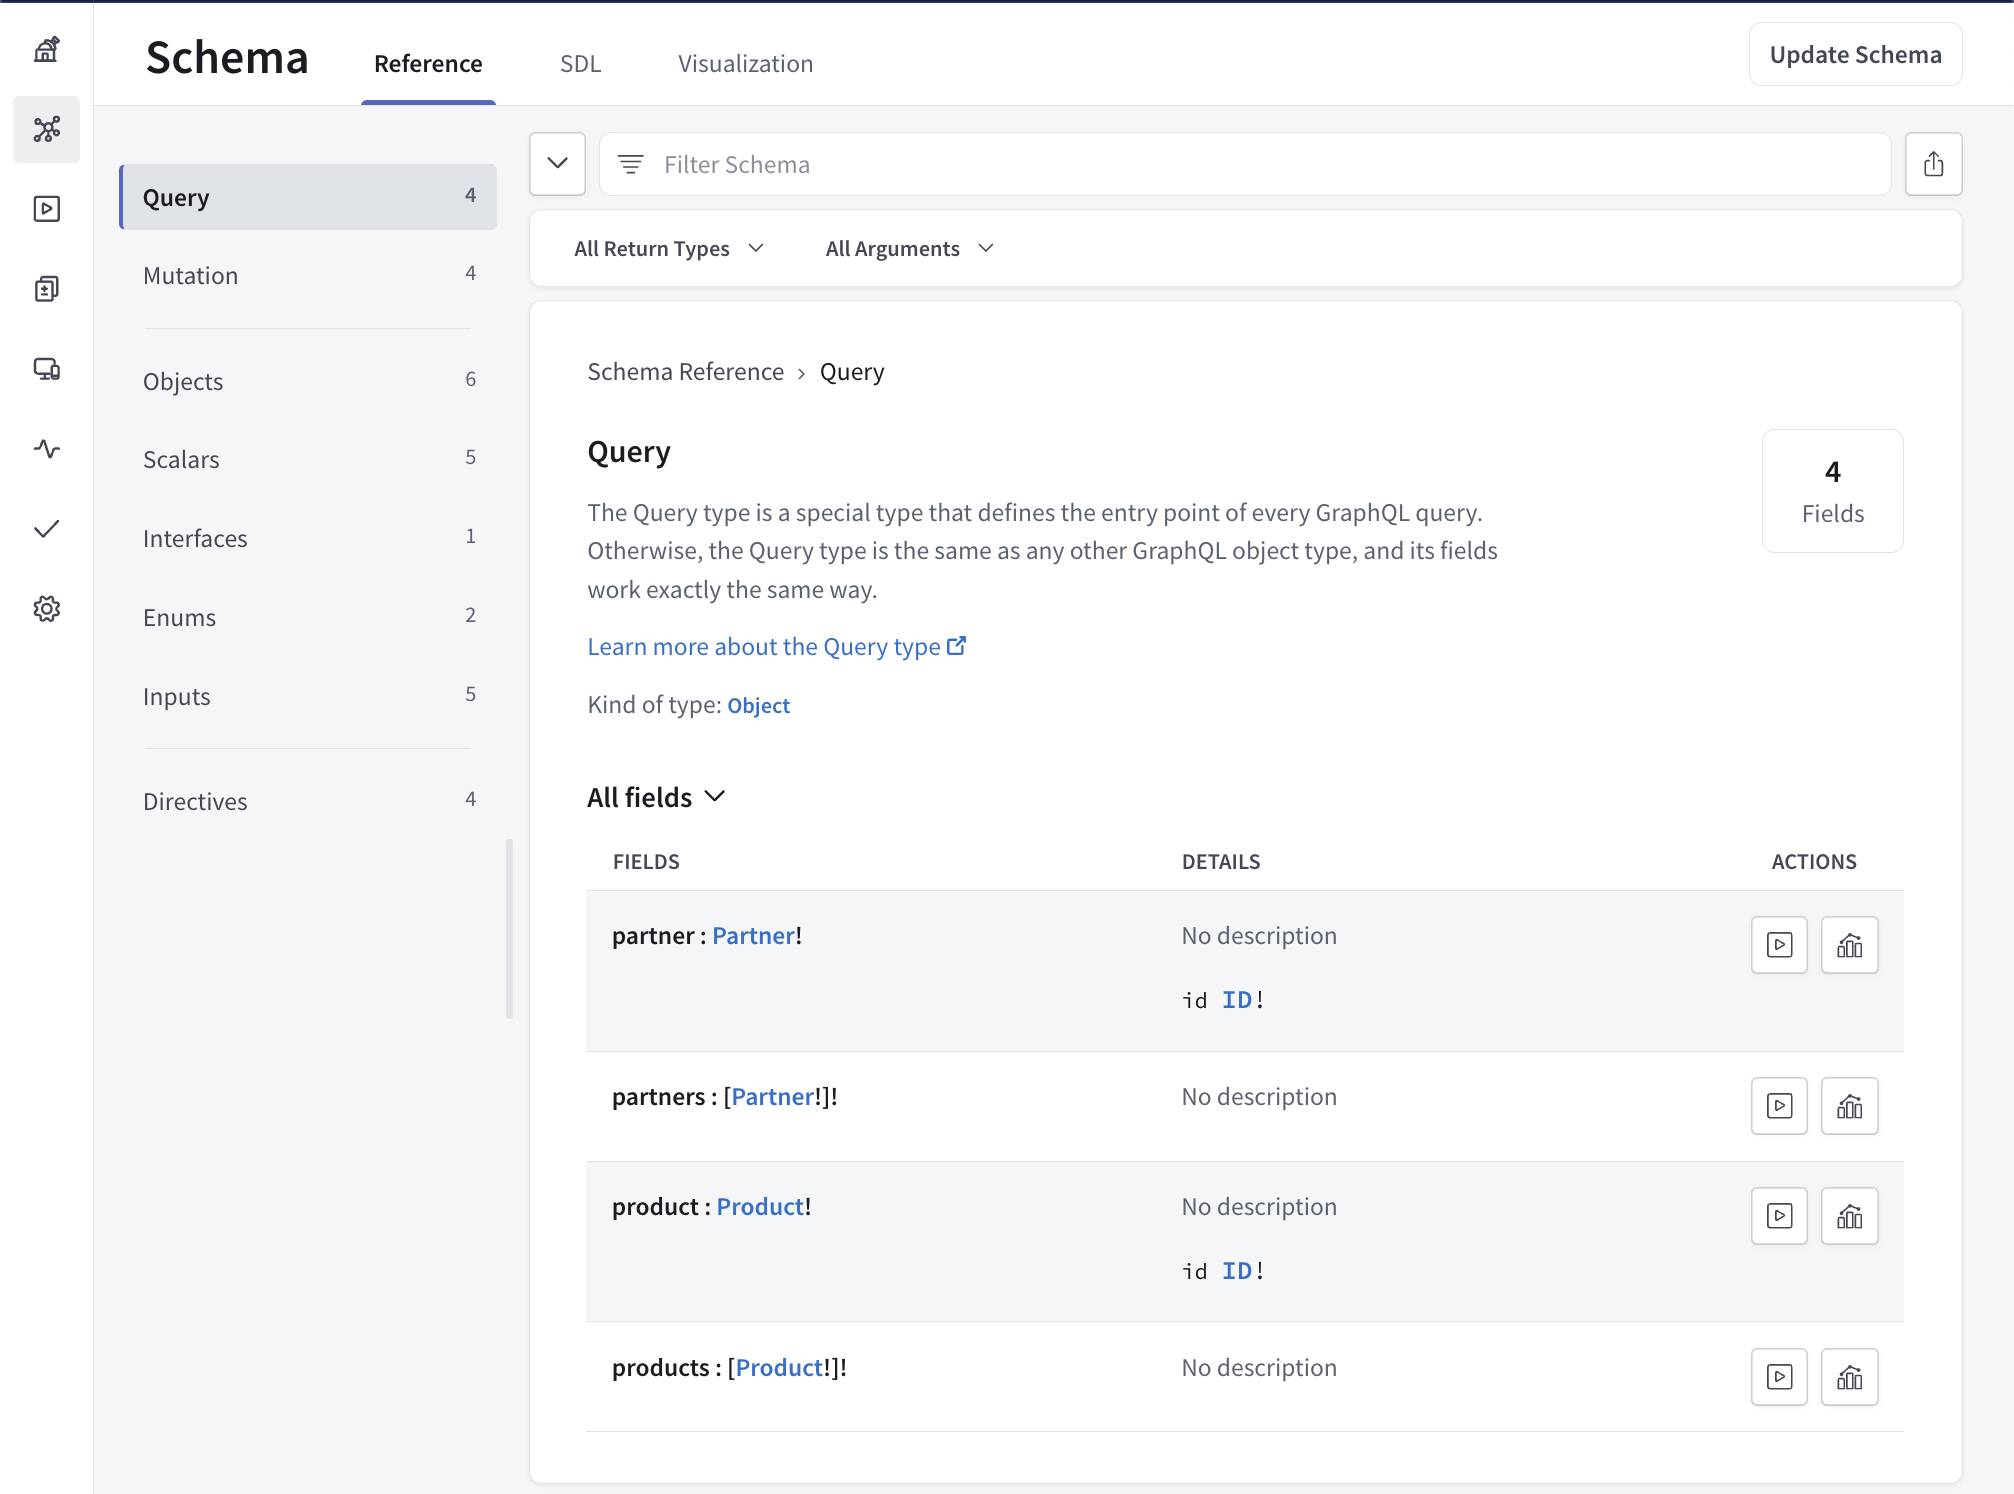 Schema
Reference
SDL
Visualization
Update Schema
Query 4
Mutation 4
Objects 6
Scalars 5
Interfaces 1
Enums 2
Inputs 5
Directives 4
Filter Schema
All Return Types
All Arguments
Schema Reference › Query
Query
The Query type is a special type that defines the entry point of every GraphQL query.
Otherwise, the Query type is the same as any other GraphQL object type, and its fields
work exactly the same way.
4
Fields
Learn more about the Query type
Kind of type: Object
All fields
FIELDS DETAILS ACTIONS
partner : Partner! No description
id ID!
partners : [Partner!]! No description
product : Product! No description
id ID!
products : [Product!]! No description